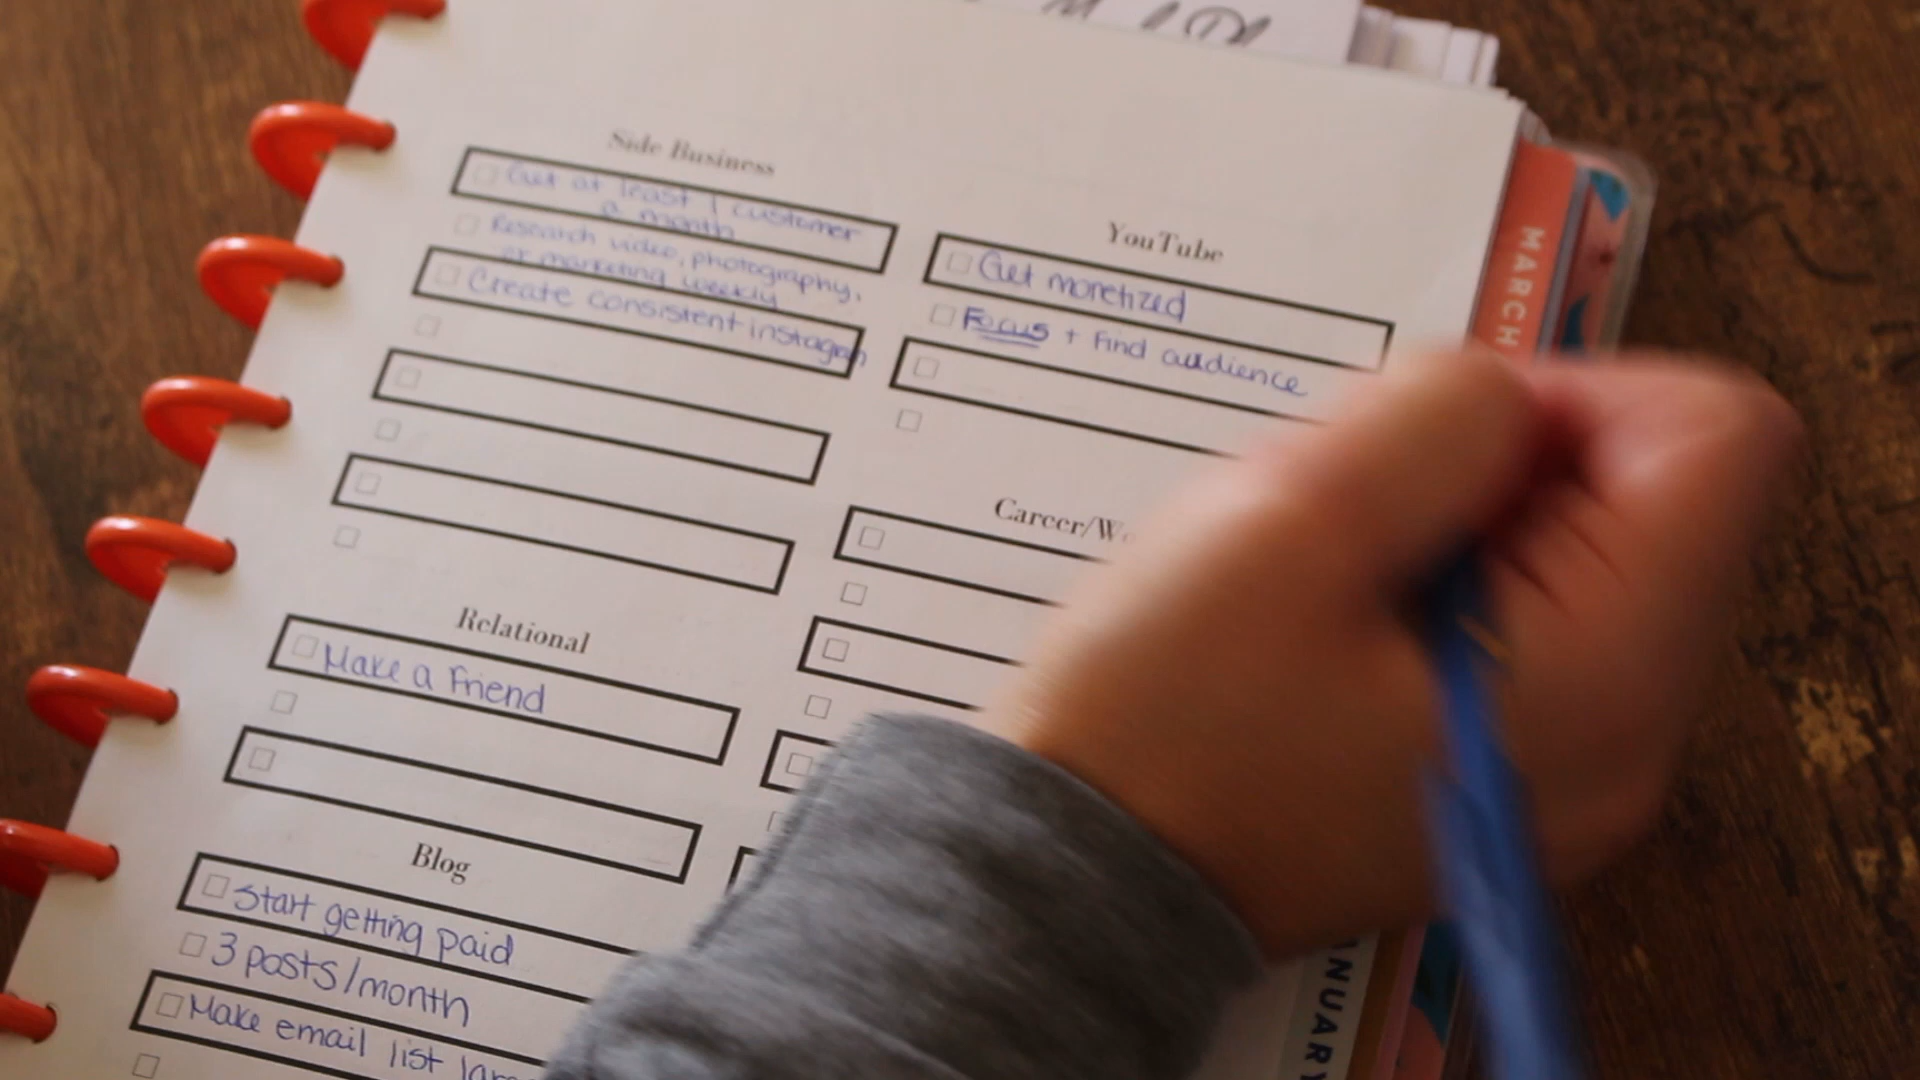 Side Business
Get at least 1 customer
a month
Research video, photography,
or marketing weekly
Create consistent instagram
YouTube
Get monetized
Focus + find audience
Career/
Relational
Make a friend
Blog
Start getting paid
3 posts/month
Make email list
MARCH